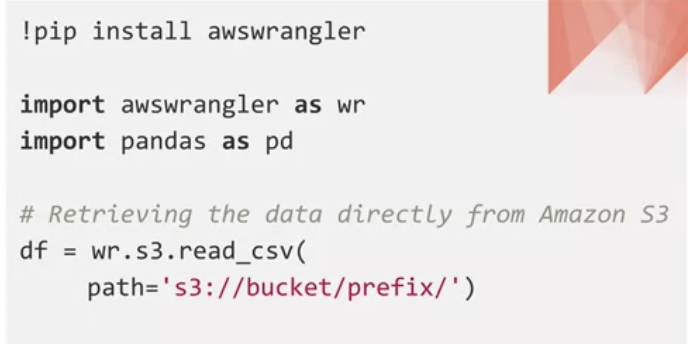 !pip install awswrangler
import awswrangler as wr
import pandas as pd
# Retrieving the data directly from Amazon S3
df = wr.s3.read_csv(
path='s3://bucket/prefix/')